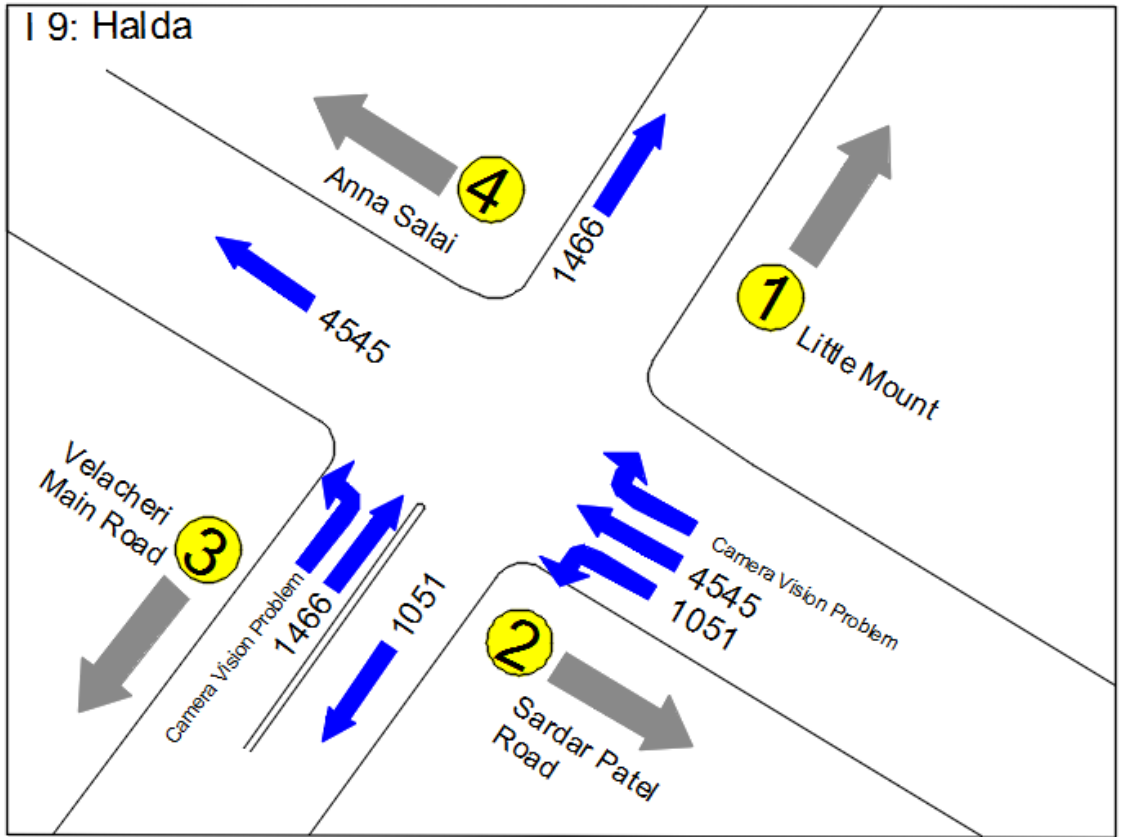 I 9: Halda
4
Anna Salai
1466
1
Little Mount
4545
Velacheri
Main Road
3
Camera Vision Problem
1466
1051
Camera Vision Problem
4545
1051
2
Sardar Patel
Road